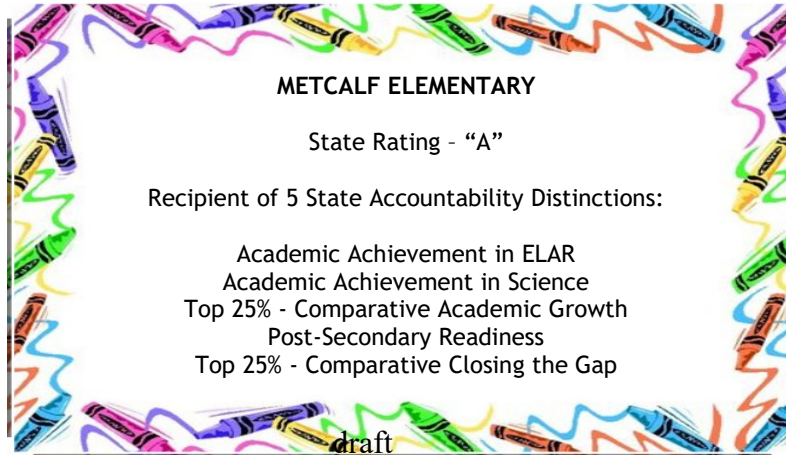 METCALF ELEMENTARY
State Rating – “A”
Recipient of 5 State Accountability Distinctions:
Academic Achievement in ELAR
Academic Achievement in Science
Top 25% - Comparative Academic Growth
Post-Secondary Readiness
Top 25% - Comparative Closing the Gap
draft